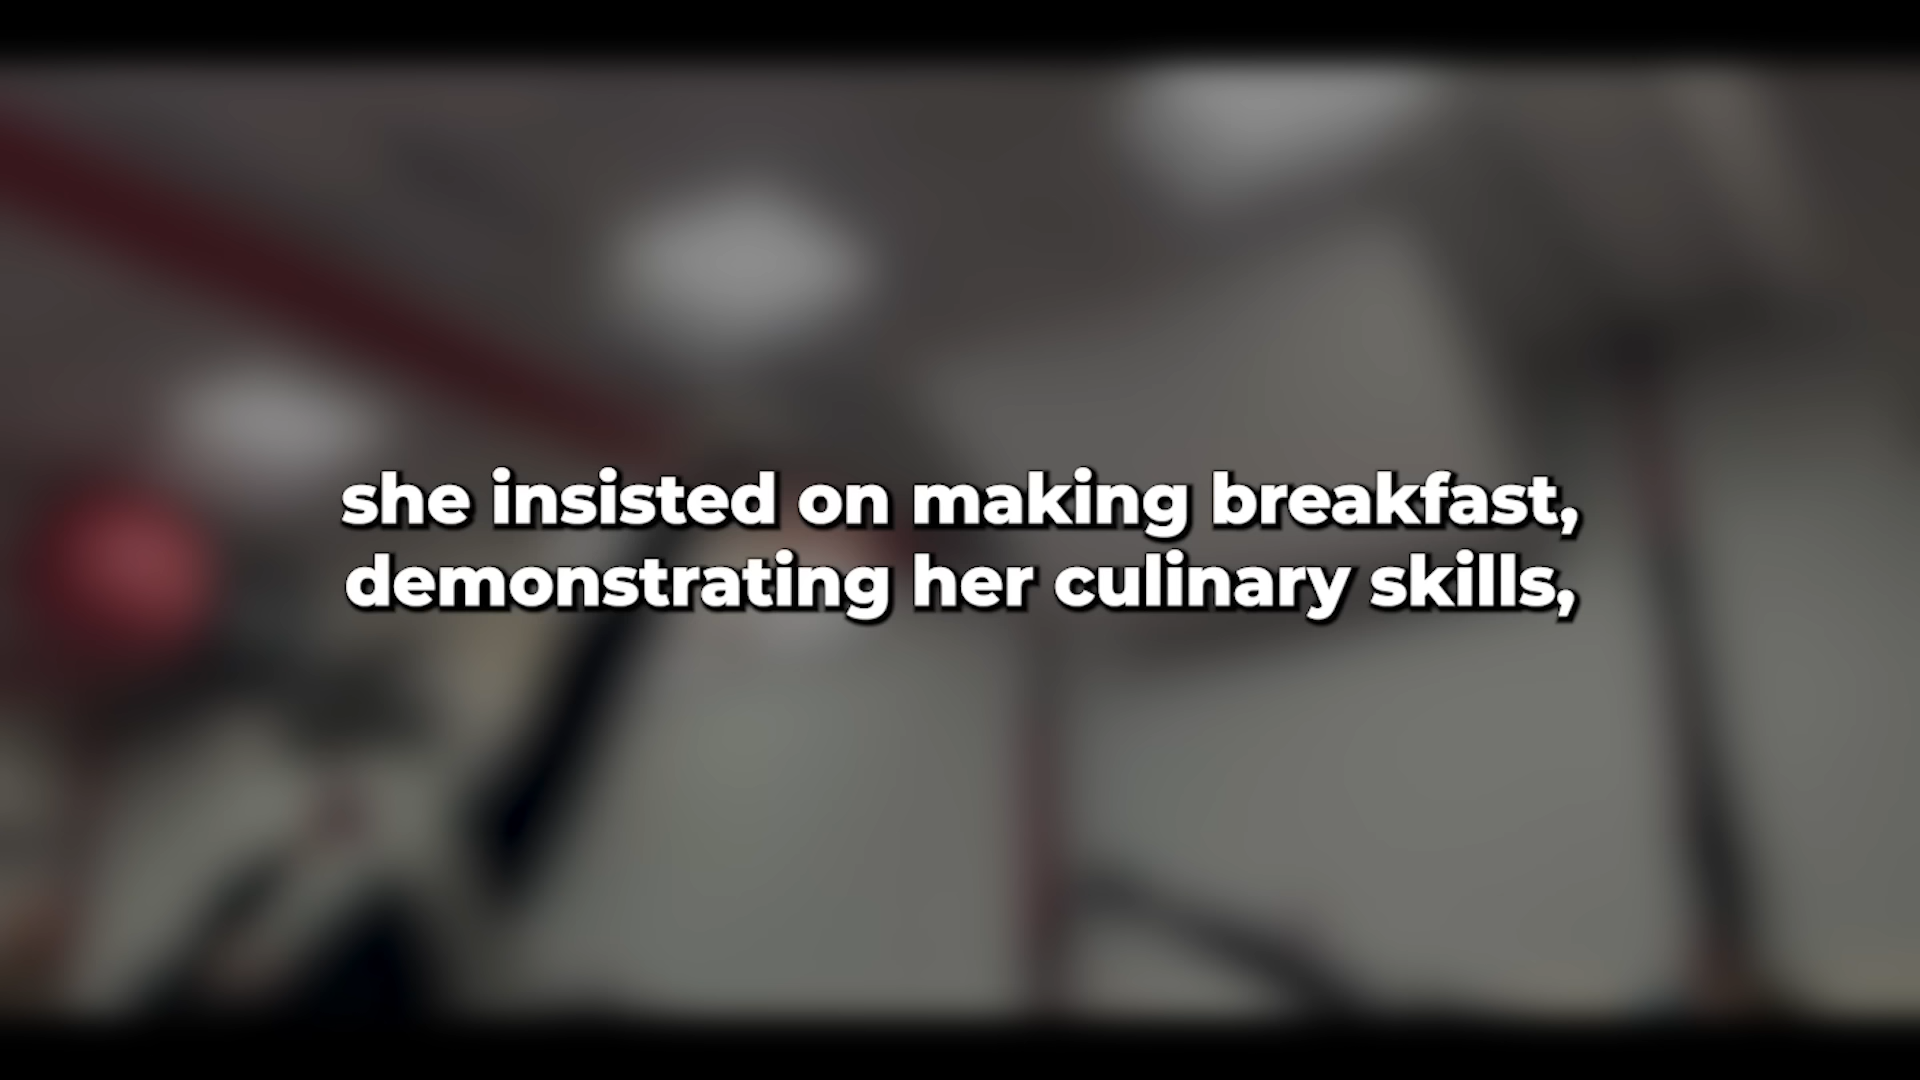 she insisted on making breakfast,
demonstrating her culinary skills,